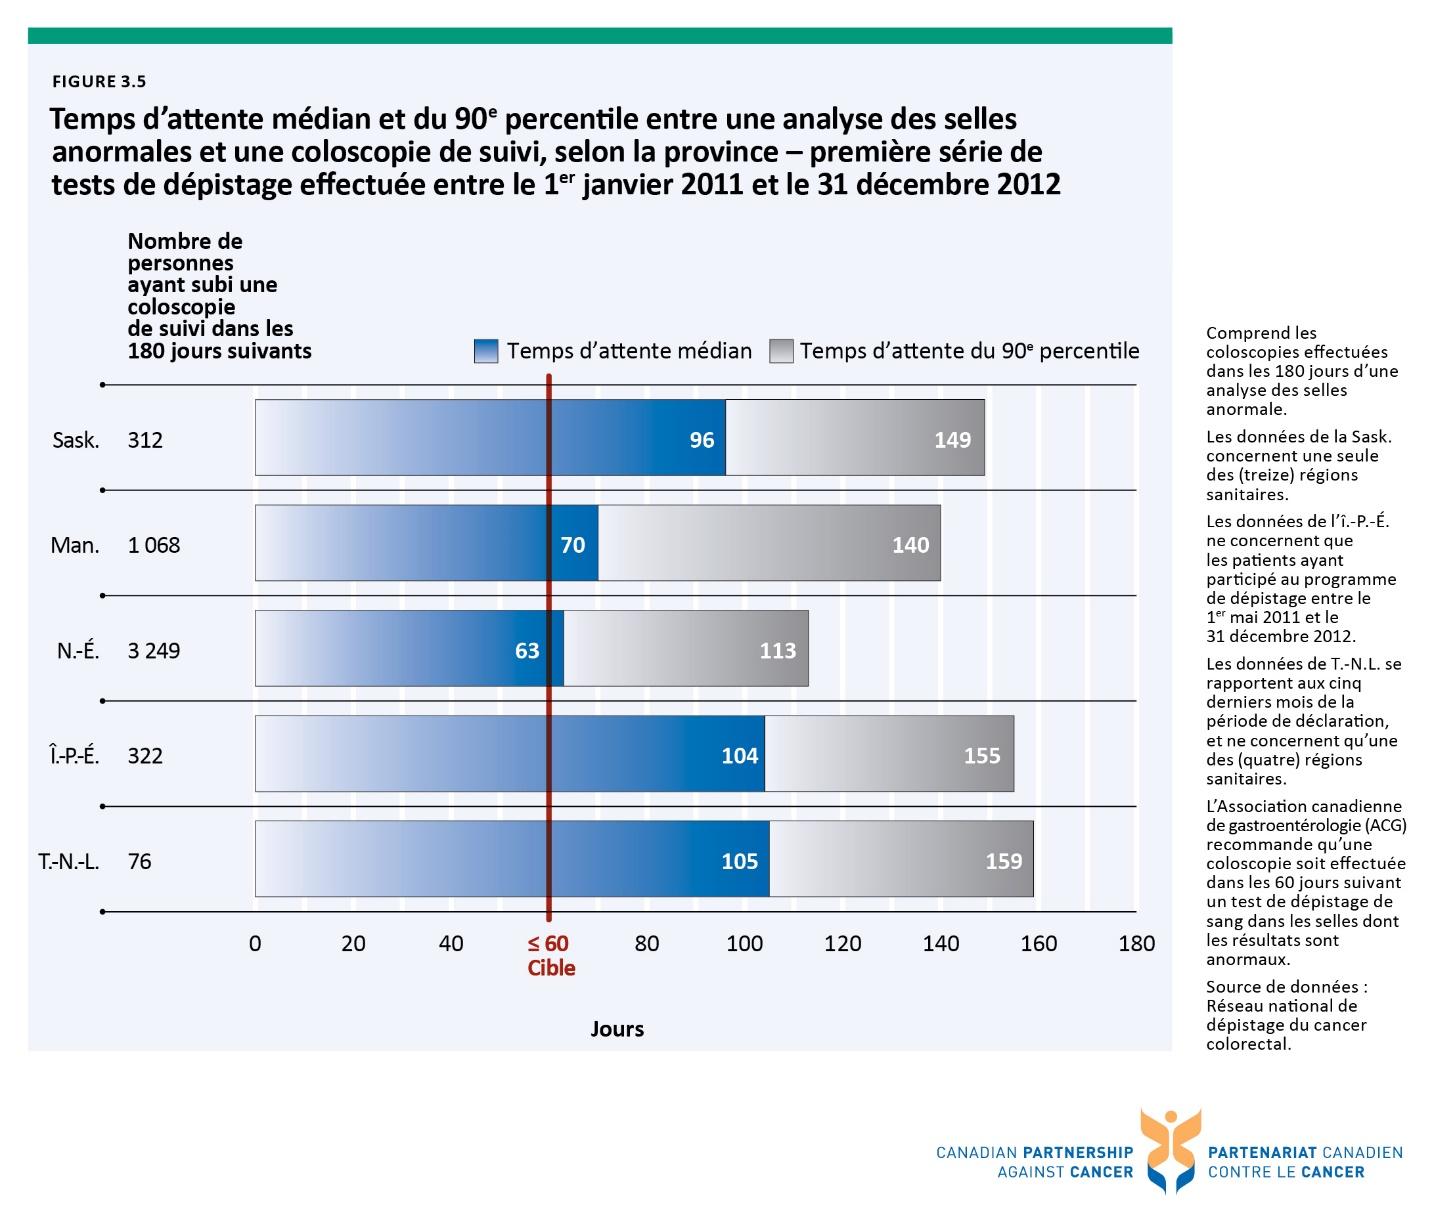 FIGURE 3.5
Temps d’attente médian et du 90e percentile entre une analyse des selles
anormales et une coloscopie de suivi, selon la province – première série de
tests de dépistage effectuée entre le 1er janvier 2011 et le 31 décembre 2012
Nombre de
personnes
ayant subi une
coloscopie
de suivi dans les
180 jours suivants
Temps d’attente médian
Temps d’attente du 90e percentile
Sask. 312 96 149
Man. 1 068 70 140
N.-É. 3 249 63 113
Î.-P.-É. 322 104 155
T.-N.-L. 76 105 159
0 20 40 ≤ 60 80 100 120 140 160 180
Cible
Jours
Comprend les
coloscopies effectuées
dans les 180 jours d’une
analyse des selles
anormale.
Les données de la Sask.
concernent une seule
des (treize) régions
sanitaires.
Les données de l’î.-P.-É.
ne concernent que
les patients ayant
participé au programme
de dépistage entre le
1er mai 2011 et le
31 décembre 2012.
Les données de T.-N.L. se
rapportent aux cinq
derniers mois de la
période de déclaration,
et ne concernent qu’une
des (quatre) régions
sanitaires.
L’Association canadienne
de gastroentérologie (ACG)
recommande qu’une
coloscopie soit effectuée
dans les 60 jours suivant
un test de dépistage de
sang dans les selles dont
les résultats sont
anormaux.
Source de données :
Réseau national de
dépistage du cancer
colorectal.
CANADIAN PARTNERSHIP
AGAINST CANCER
PARTENARIAT CANADIEN
CONTRE LE CANCER